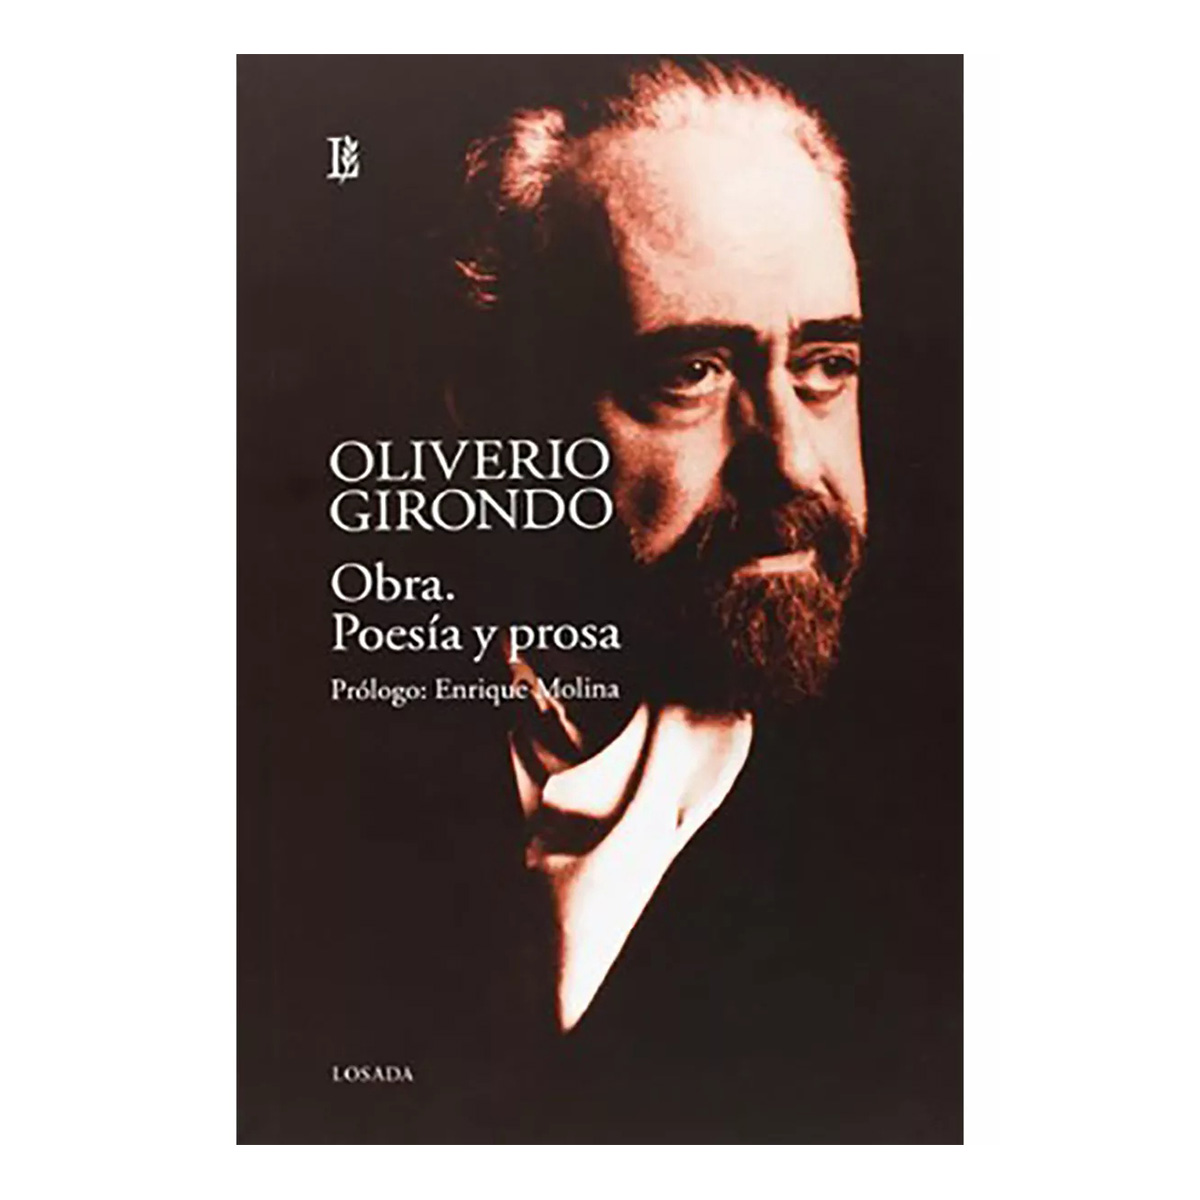 L
OLIVERIO
GIRONDO
Obra.
Poesía y prosa
Prólogo: Enrique Molina
LOSADA